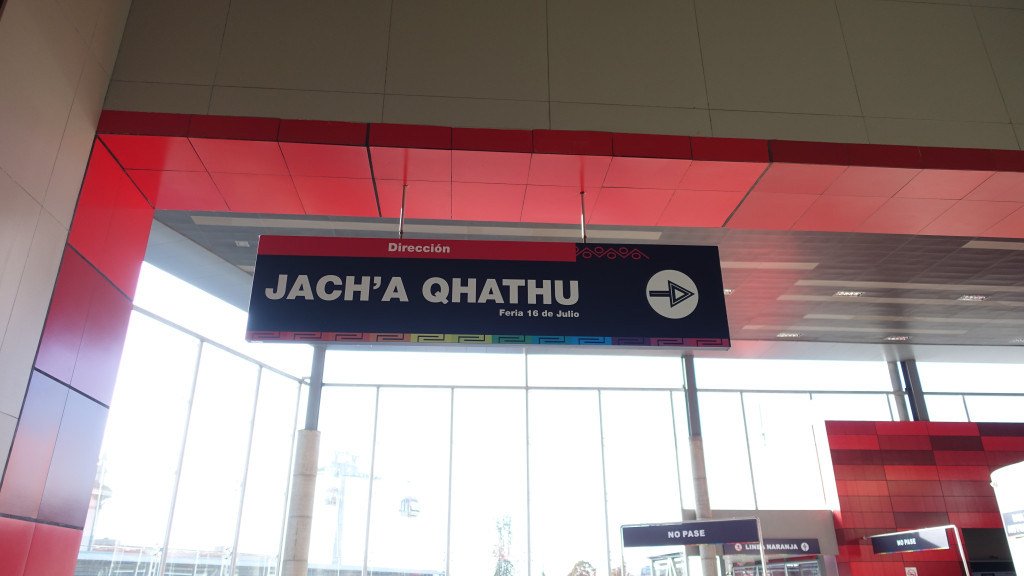 Dirección
JACH'A QHATHU
Feria 16 de Julio
NO PASE
LINEA NARANJA
NO PASE